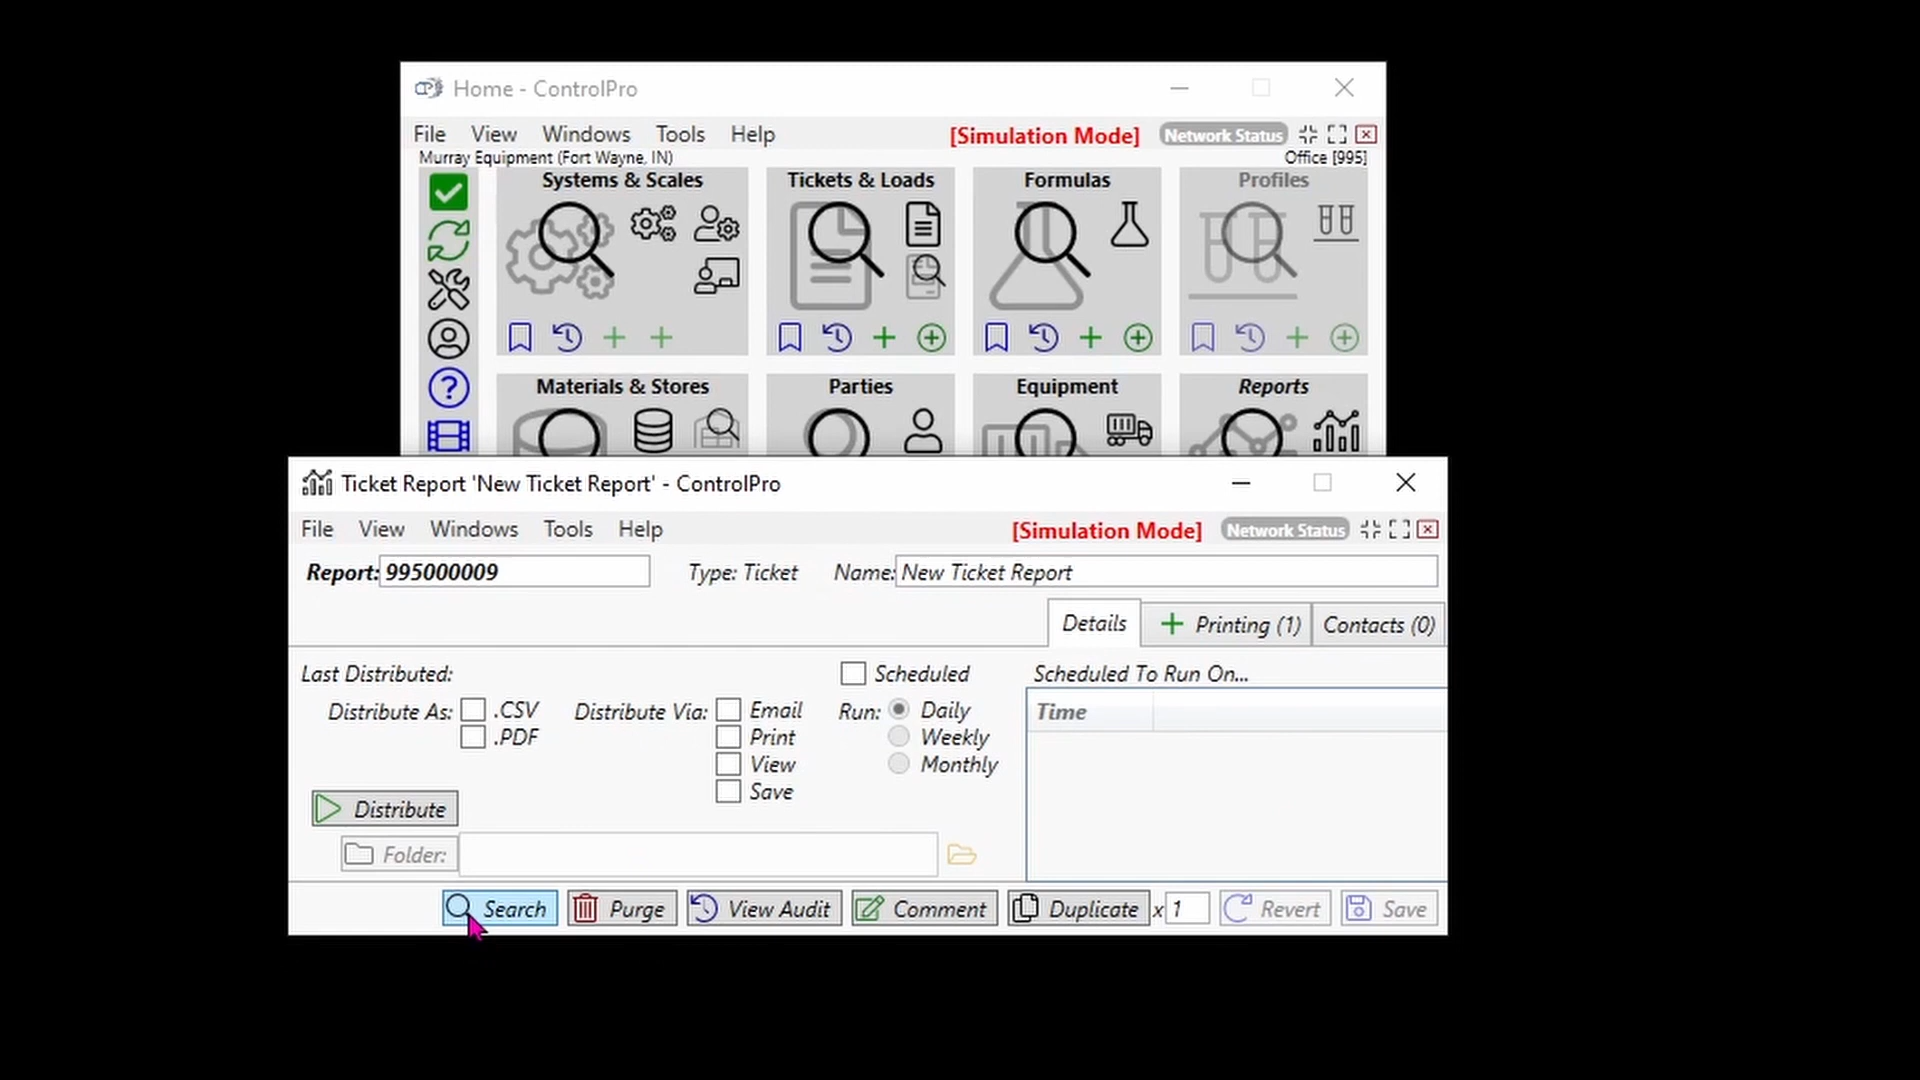 Home - ControlPro
File View Windows Tools Help [Simulation Mode] Network Status
Murray Equipment (Fort Wayne, IN) Office [995]
Systems & Scales Tickets & Loads Formulas Profiles
Materials & Stores Parties Equipment Reports
Ticket Report 'New Ticket Report' - ControlPro
File View Windows Tools Help [Simulation Mode] Network Status
Report: 995000009 Type: Ticket Name: New Ticket Report
Details Printing (1) Contacts (0)
Last Distributed: Scheduled Scheduled To Run On...
Distribute As: .CSV Distribute Via: Email Run: Daily Time
.PDF Print Weekly
View Monthly
Save
Distribute
Folder:
Search Purge View Audit Comment Duplicate x 1 Revert Save